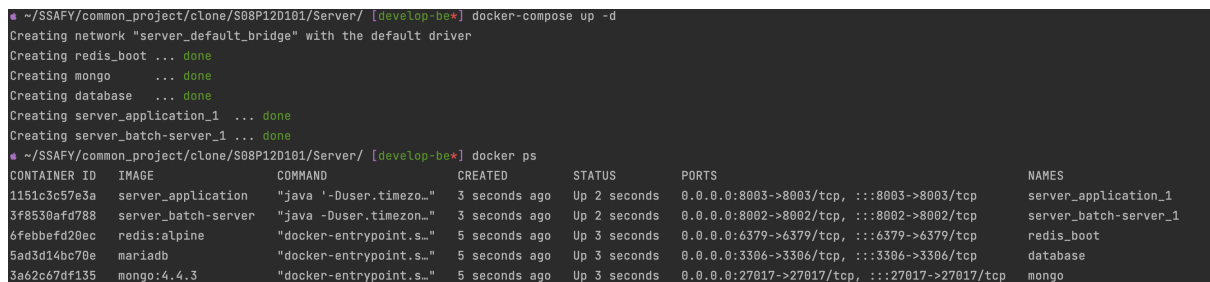 ~/SSAFY/common_project/clone/S08P12D101/Server/ [develop-be*] docker-compose up -d
Creating network "server_default_bridge" with the default driver
Creating redis_boot ... done
Creating mongo      ... done
Creating database   ... done
Creating server_application_1  ... done
Creating server_batch-server_1 ... done
~/SSAFY/common_project/clone/S08P12D101/Server/ [develop-be*] docker ps
CONTAINER ID   IMAGE                 COMMAND                  CREATED         STATUS         PORTS                                           NAMES
1151c3c57e3a   server_application    "java '-Duser.timezo…"   3 seconds ago   Up 2 seconds   0.0.0.0:8003->8003/tcp, :::8003->8003/tcp       server_application_1
3f8530afd788   server_batch-server   "java -Duser.timezon…"   3 seconds ago   Up 2 seconds   0.0.0.0:8002->8002/tcp, :::8002->8002/tcp       server_batch-server_1
6febbefd20ec   redis:alpine          "docker-entrypoint.s…"   5 seconds ago   Up 3 seconds   0.0.0.0:6379->6379/tcp, :::6379->6379/tcp       redis_boot
5ad3d14bc70e   mariadb               "docker-entrypoint.s…"   5 seconds ago   Up 3 seconds   0.0.0.0:3306->3306/tcp, :::3306->3306/tcp       database
3a62c67df135   mongo:4.4.3           "docker-entrypoint.s…"   5 seconds ago   Up 3 seconds   0.0.0.0:27017->27017/tcp, :::27017->27017/tcp   mongo